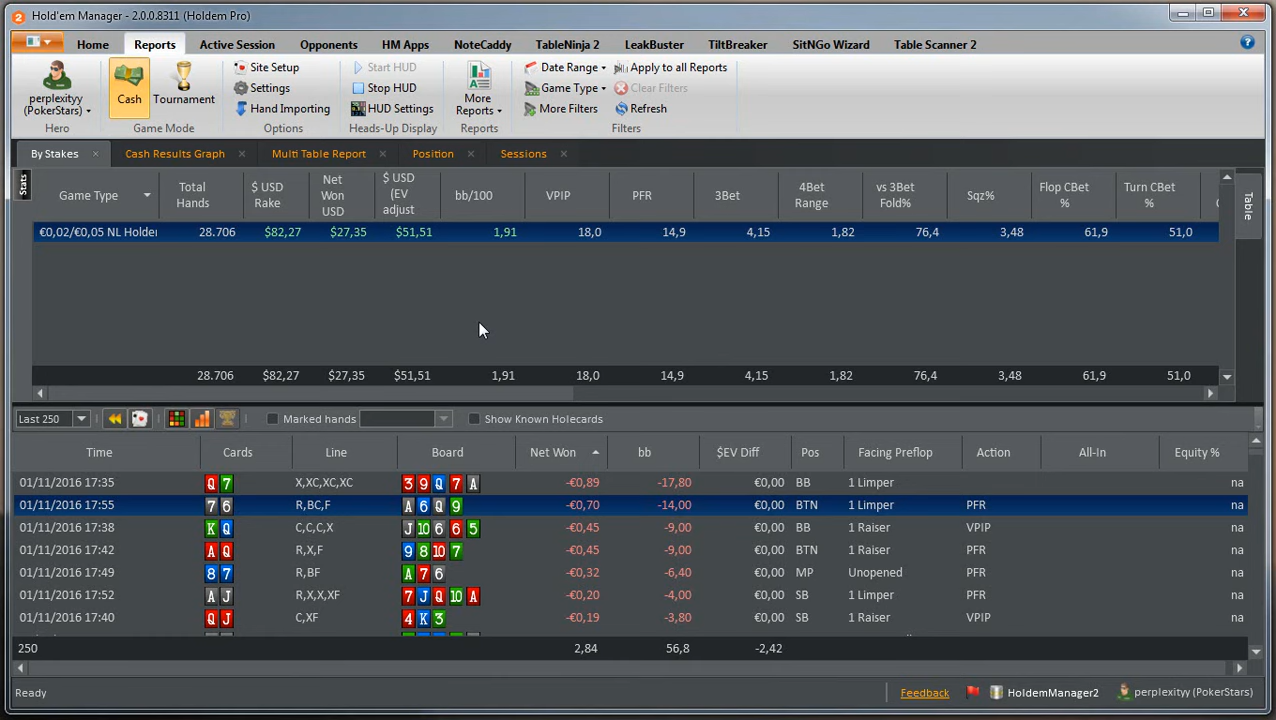 Hold'em Manager - 2.0.0.8311 (Holdem Pro)
Home Reports Active Session Opponents HM Apps NoteCaddy TableNinja 2 LeakBuster TiltBreaker SitNGo Wizard Table Scanner 2
perplexityy (PokerStars) Cash Tournament Site Setup Settings Hand Importing Start HUD Stop HUD HUD Settings More Reports Date Range Game Type More Filters Apply to all Reports Clear Filters Refresh
Hero Game Mode Options Heads-Up Display Reports Filters
By Stakes Cash Results Graph Multi Table Report Position Sessions
Stats Game Type Total Hands $ USD Rake Net Won USD $ USD (EV adjust bb/100 VPIP PFR 3Bet 4Bet Range vs 3Bet Fold% Sqz% Flop CBet % Turn CBet % Table
€0,02/€0,05 NL Holde 28.706 $82,27 $27,35 $51,51 1,91 18,0 14,9 4,15 1,82 76,4 3,48 61,9 51,0
28.706 $82,27 $27,35 $51,51 1,91 18,0 14,9 4,15 1,82 76,4 3,48 61,9 51,0
Last 250 Marked hands Show Known Holecards
Time Cards Line Board Net Won bb $EV Diff Pos Facing Preflop Action All-In Equity %
01/11/2016 17:35 Q 7 X,XC,XC,XC 3 9 Q 7 A -€0,89 -17,80 €0,00 BB 1 Limper na
01/11/2016 17:55 7 6 R,BC,F A 6 Q 9 -€0,70 -14,00 €0,00 BTN 1 Limper PFR na
01/11/2016 17:38 K Q C,C,C,X J 10 6 6 5 -€0,45 -9,00 €0,00 BB 1 Raiser VPIP na
01/11/2016 17:42 A Q R,X,F 9 8 10 7 -€0,45 -9,00 €0,00 BTN 1 Raiser PFR na
01/11/2016 17:49 8 7 R,BF A 7 6 -€0,32 -6,40 €0,00 MP Unopened PFR na
01/11/2016 17:52 A J R,X,X,XF 7 J Q 10 A -€0,20 -4,00 €0,00 SB 1 Limper PFR na
01/11/2016 17:40 Q J C,XF 4 K 3 -€0,19 -3,80 €0,00 SB 1 Raiser VPIP na
250 2,84 56,8 -2,42
Ready Feedback HoldemManager2 perplexityy (PokerStars)